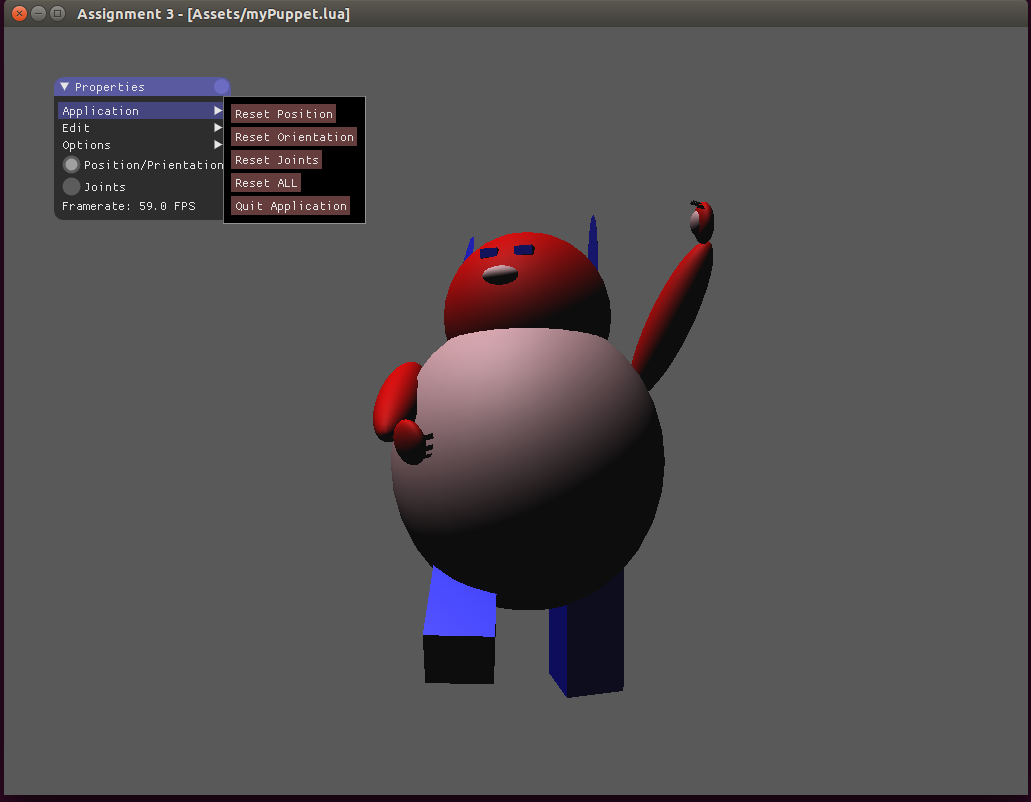 Assignment 3 - [Assets/myPuppet.lua]
Properties
Application
Edit
Options
Position/Prientation
Joints
Framerate: 59.0 FPS
Reset Position
Reset Orientation
Reset Joints
Reset ALL
Quit Application